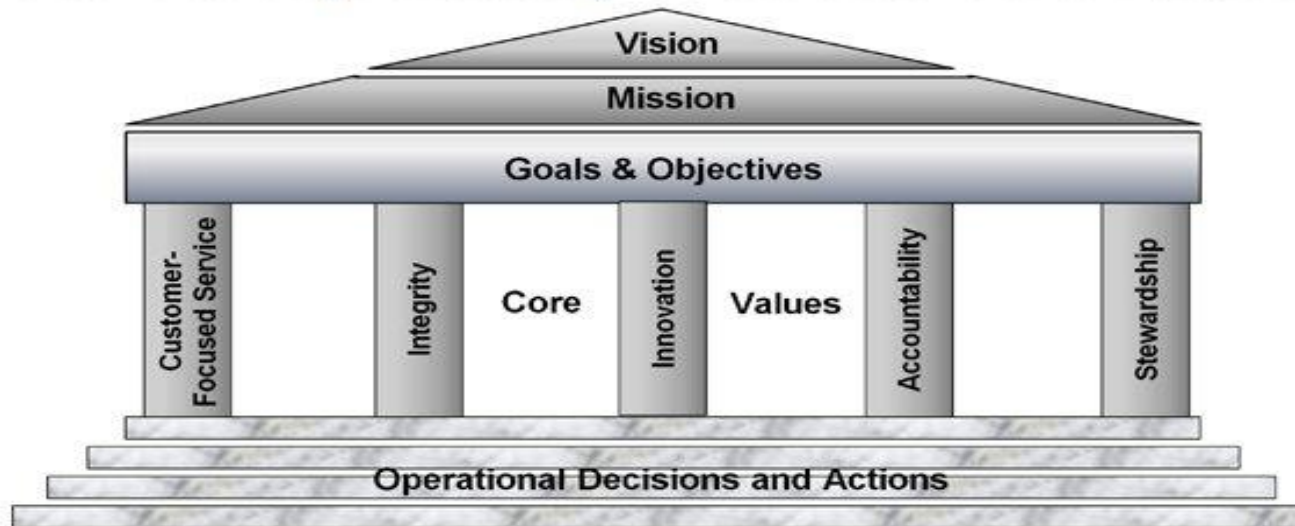 Vision
Mission
Goals & Objectives
Customer-
Focused Service
Integrity
Core
Innovation
Values
Accountability
Stewardship
Operational Decisions and Actions